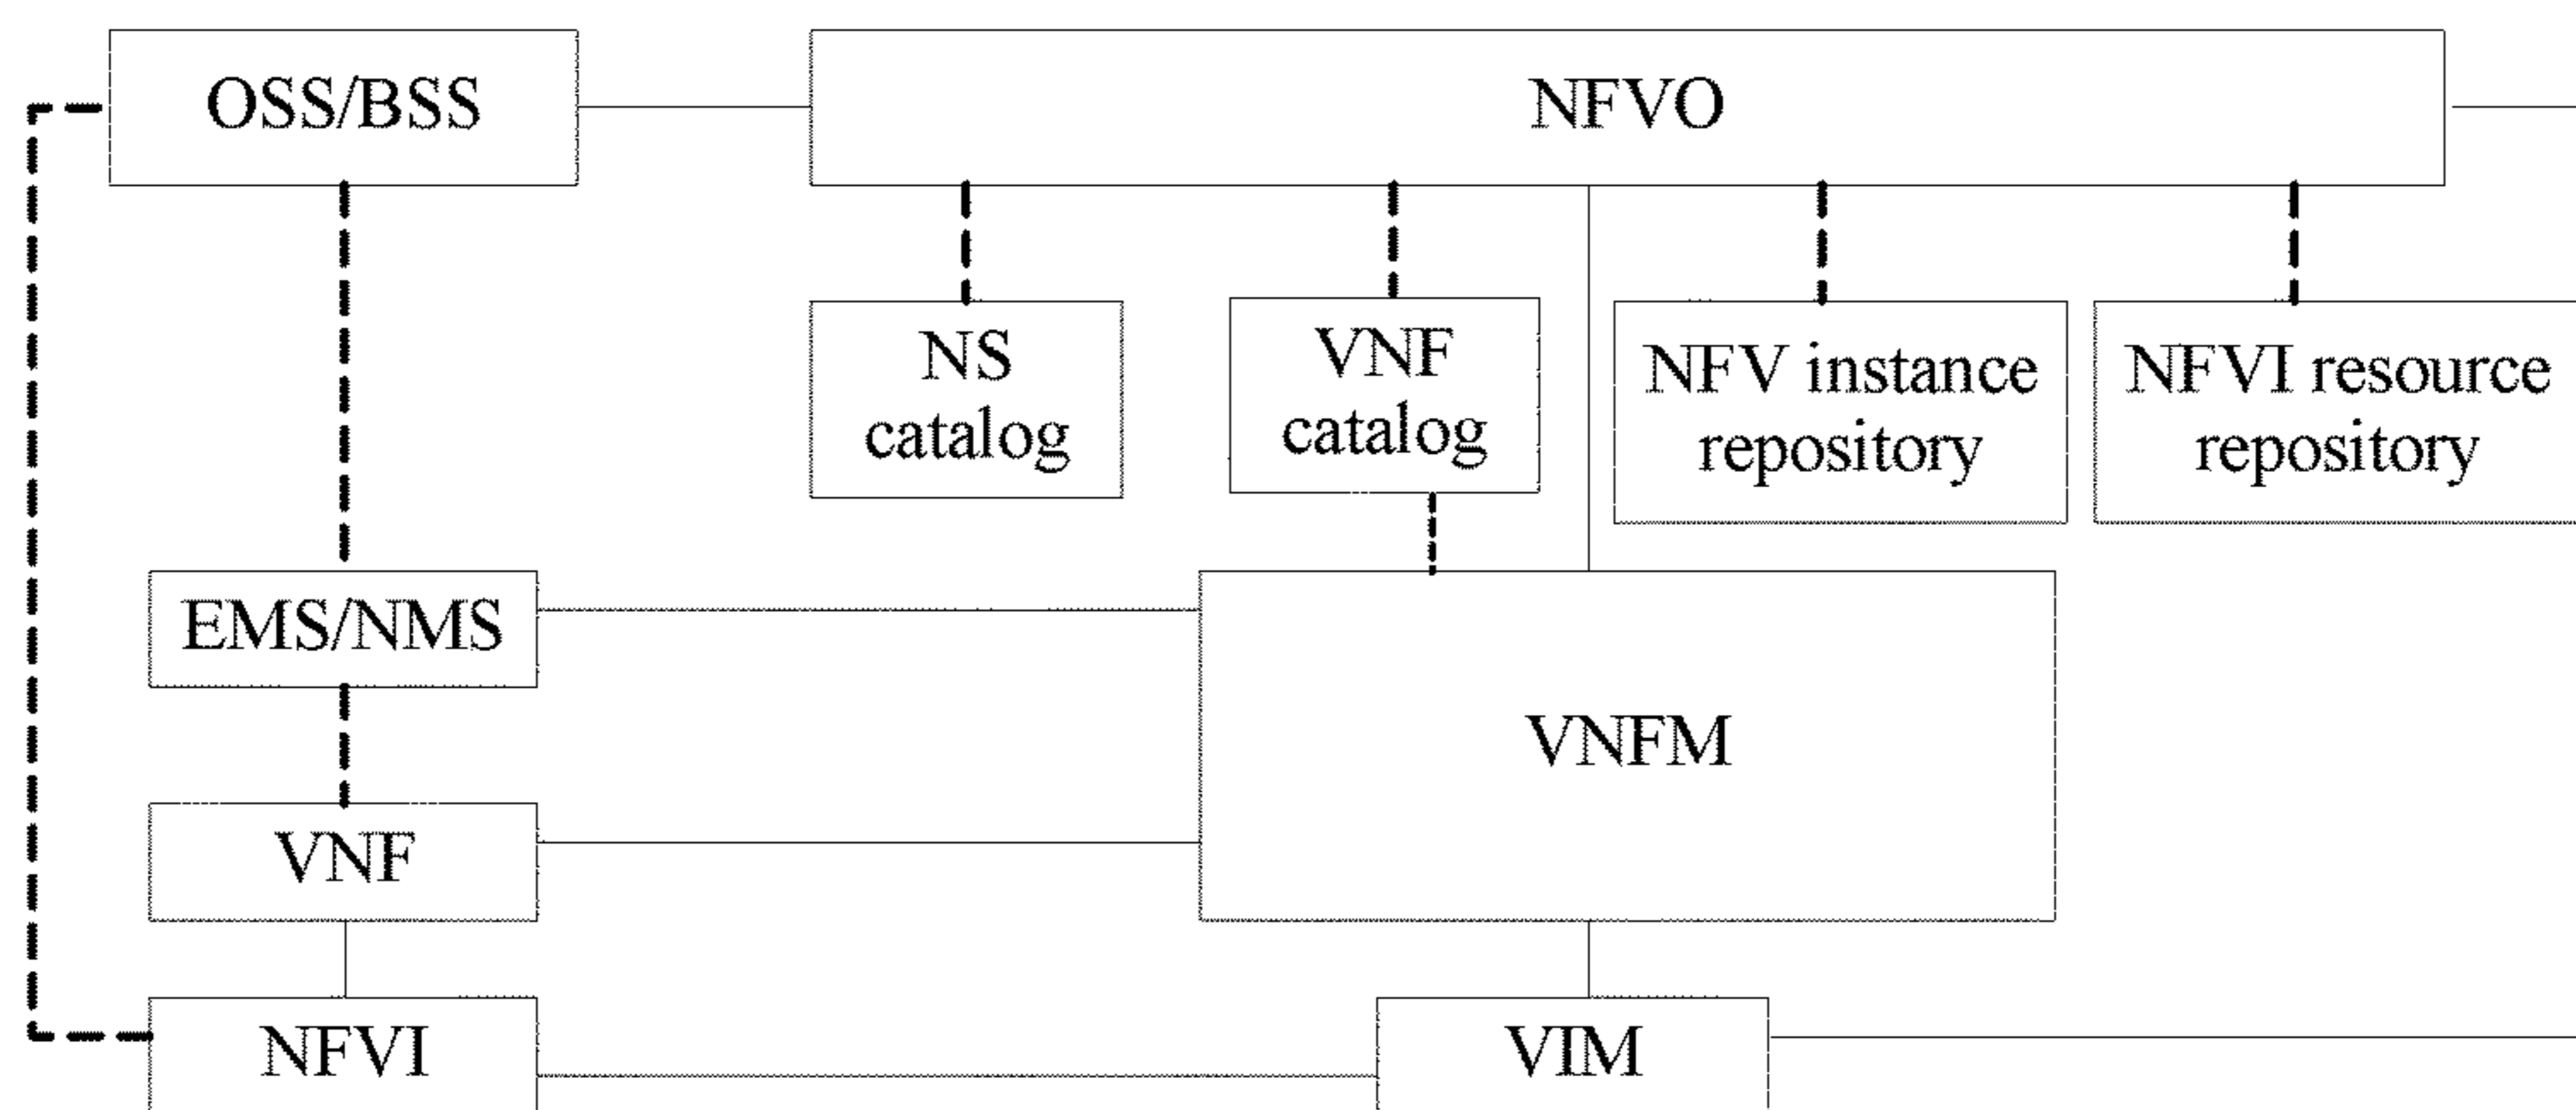 OSS/BSS
NFVO
NS
catalog
VNF
catalog
NFV instance
repository
NFVI resource
repository
EMS/NMS
VNFM
VNF
NFVI
VIM